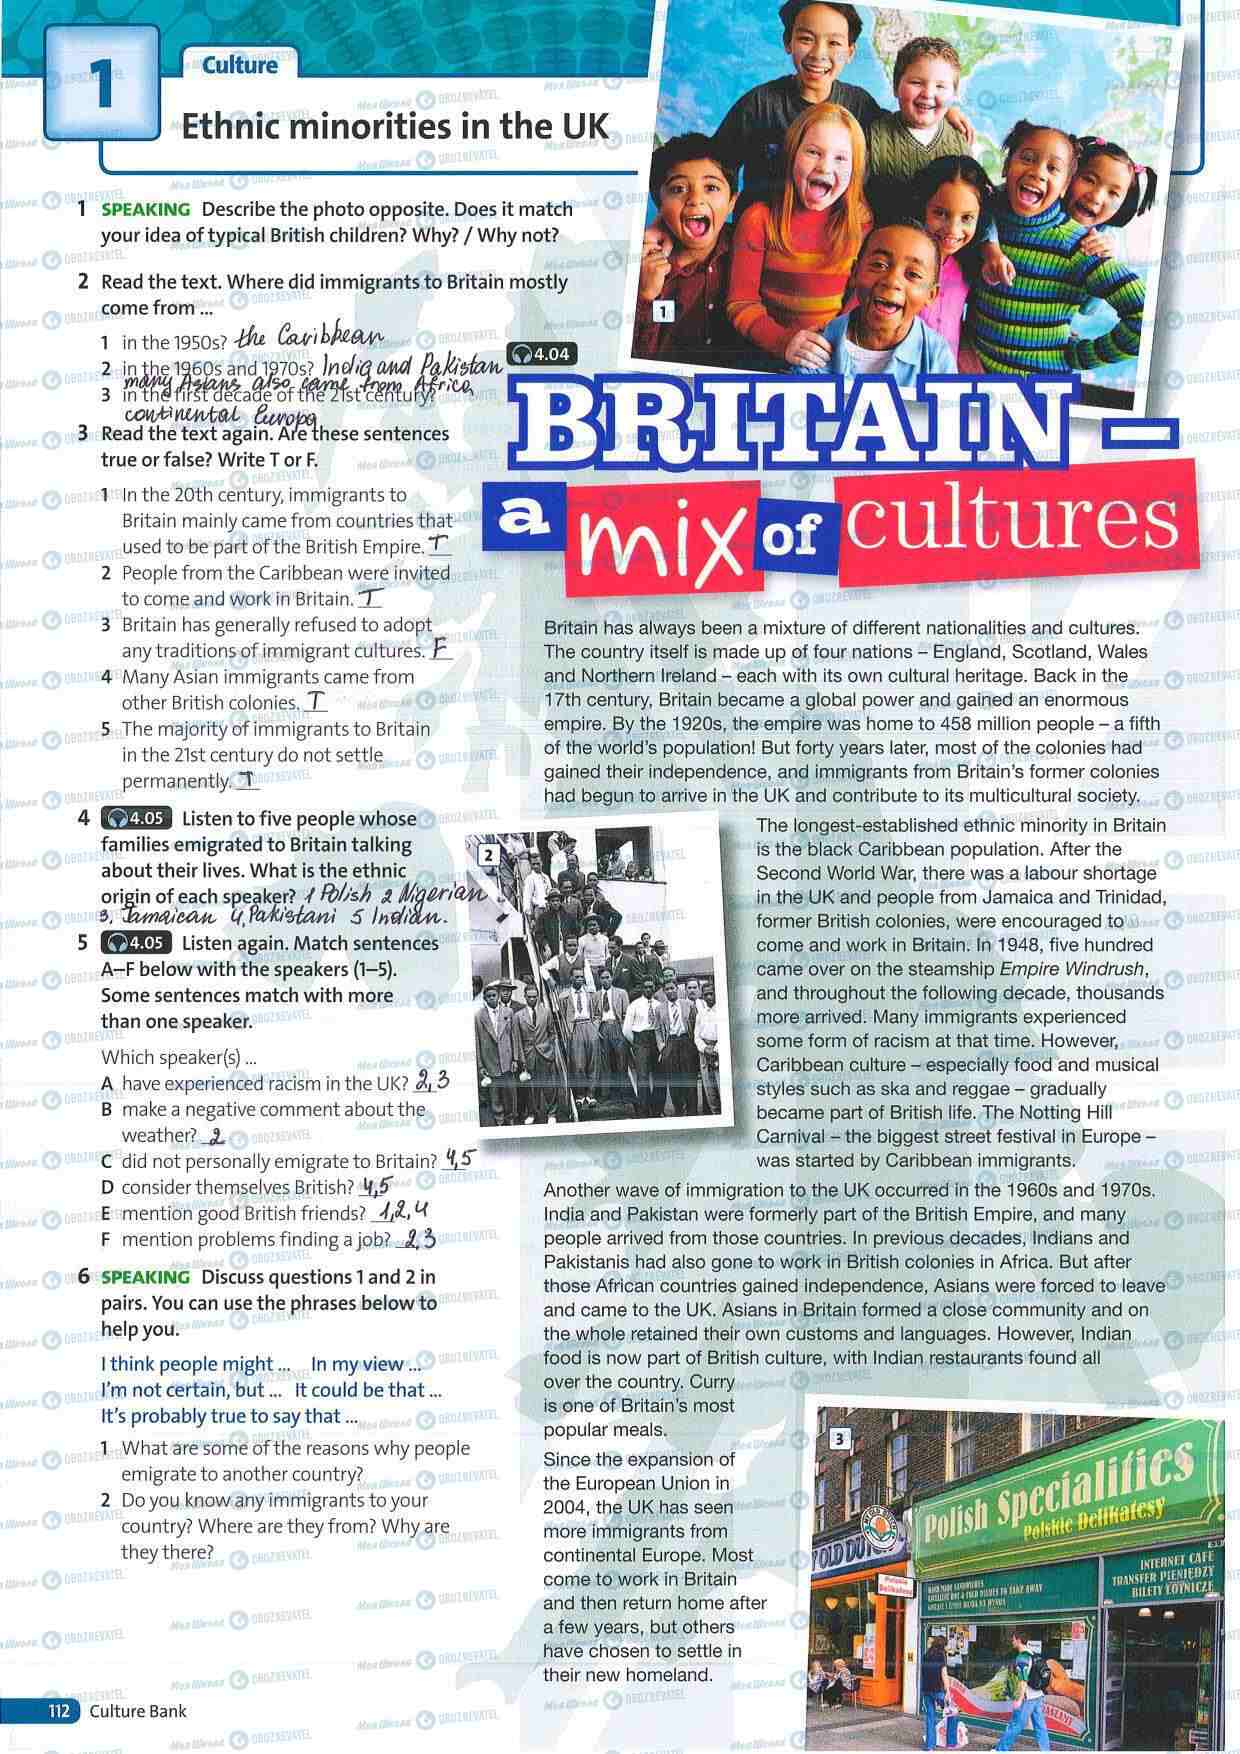 1
Culture
Ethnic minorities in the UK
1 SPEAKING Describe the photo opposite. Does it match
your idea of typical British children? Why? / Why not?
2 Read the text. Where did immigrants to Britain mostly
come from ...
1 in the 1950s? the Caribbean
2 in the 1960s and 1970s? India and Pakistan
many Asians also came from Africa
3 in the first decade of the 21st century?
continental Europe
3 Read the text again. Are these sentences
true or false? Write T or F.
1 In the 20th century, immigrants to
Britain mainly came from countries that
used to be part of the British Empire. T
2 People from the Caribbean were invited
to come and work in Britain. T
3 Britain has generally refused to adopt
any traditions of immigrant cultures. F
4 Many Asian immigrants came from
other British colonies. T
5 The majority of immigrants to Britain
in the 21st century do not settle
permanently. T
4 4.05 Listen to five people whose
families emigrated to Britain talking
about their lives. What is the ethnic
origin of each speaker? 1 Polish 2 Nigerian
3. Jamaican 4. Pakistani 5 Indian.
5 4.05 Listen again. Match sentences
A–F below with the speakers (1–5).
Some sentences match with more
than one speaker.
Which speaker(s) ...
A have experienced racism in the UK? 2,3
B make a negative comment about the
weather? 2
C did not personally emigrate to Britain? 4,5
D consider themselves British? 4,5
E mention good British friends? 1,2,4
F mention problems finding a job? 2,3
6 SPEAKING Discuss questions 1 and 2 in
pairs. You can use the phrases below to
help you.
I think people might ... In my view ...
I'm not certain, but ... It could be that ...
It's probably true to say that ...
1 What are some of the reasons why people
emigrate to another country?
2 Do you know any immigrants to your
country? Where are they from? Why are
they there?
112 Culture Bank
1
4.04
BRITAIN –
a mix of cultures
Britain has always been a mixture of different nationalities and cultures.
The country itself is made up of four nations – England, Scotland, Wales
and Northern Ireland – each with its own cultural heritage. Back in the
17th century, Britain became a global power and gained an enormous
empire. By the 1920s, the empire was home to 458 million people – a fifth
of the world's population! But forty years later, most of the colonies had
gained their independence, and immigrants from Britain's former colonies
had begun to arrive in the UK and contribute to its multicultural society.
2
The longest-established ethnic minority in Britain
is the black Caribbean population. After the
Second World War, there was a labour shortage
in the UK and people from Jamaica and Trinidad,
former British colonies, were encouraged to
come and work in Britain. In 1948, five hundred
came over on the steamship Empire Windrush,
and throughout the following decade, thousands
more arrived. Many immigrants experienced
some form of racism at that time. However,
Caribbean culture – especially food and musical
styles such as ska and reggae – gradually
became part of British life. The Notting Hill
Carnival – the biggest street festival in Europe –
was started by Caribbean immigrants.
Another wave of immigration to the UK occurred in the 1960s and 1970s.
India and Pakistan were formerly part of the British Empire, and many
people arrived from those countries. In previous decades, Indians and
Pakistanis had also gone to work in British colonies in Africa. But after
those African countries gained independence, Asians were forced to leave
and came to the UK. Asians in Britain formed a close community and on
the whole retained their own customs and languages. However, Indian
food is now part of British culture, with Indian restaurants found all
over the country. Curry
is one of Britain's most
popular meals.
Since the expansion of
the European Union in
2004, the UK has seen
more immigrants from
continental Europe. Most
come to work in Britain
and then return home after
a few years, but others
have chosen to settle in
their new homeland.
3
Polish Specialities
Polskie Delikatesy
INTERNET CAFE
TRANSFER PIENIĘDZY
BILETY LOTNICZE
Polskie
Delikatesy
Моя Школа OBOZREVATEL